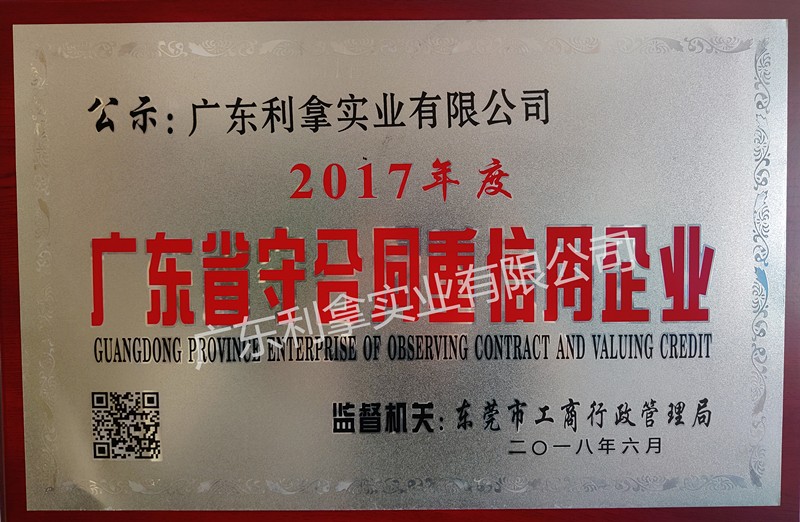 公示：广东利拿实业有限公司
2017年度
广东省守合同重信用企业
广东利拿实业有限公司
GUANGDONG PROVINCE ENTERPRISE OF OBSERVING CONTRACT AND VALUING CREDIT
监督机关：东莞市工商行政管理局
二〇一八年六月